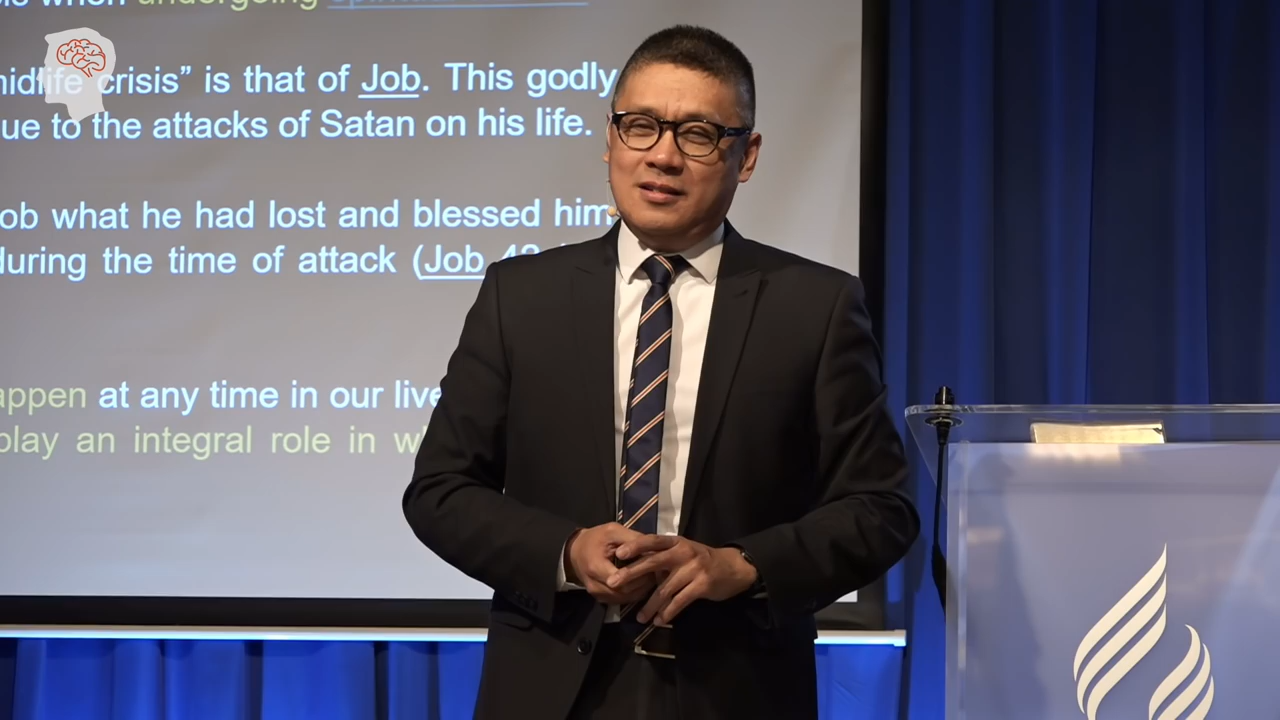 when undergoing
midlife crisis” is that of Job. This godly
ue to the attacks of Satan on his life.
ob what he had lost and blessed him
during the time of attack (Job
appen at any time in our live
play an integral role in w